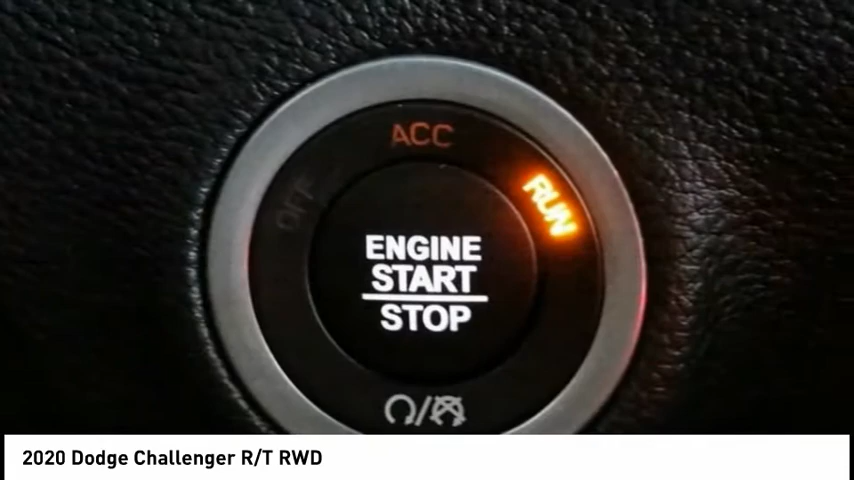 ACC
OFF
RUN
ENGINE
START
STOP
2020 Dodge Challenger R/T RWD